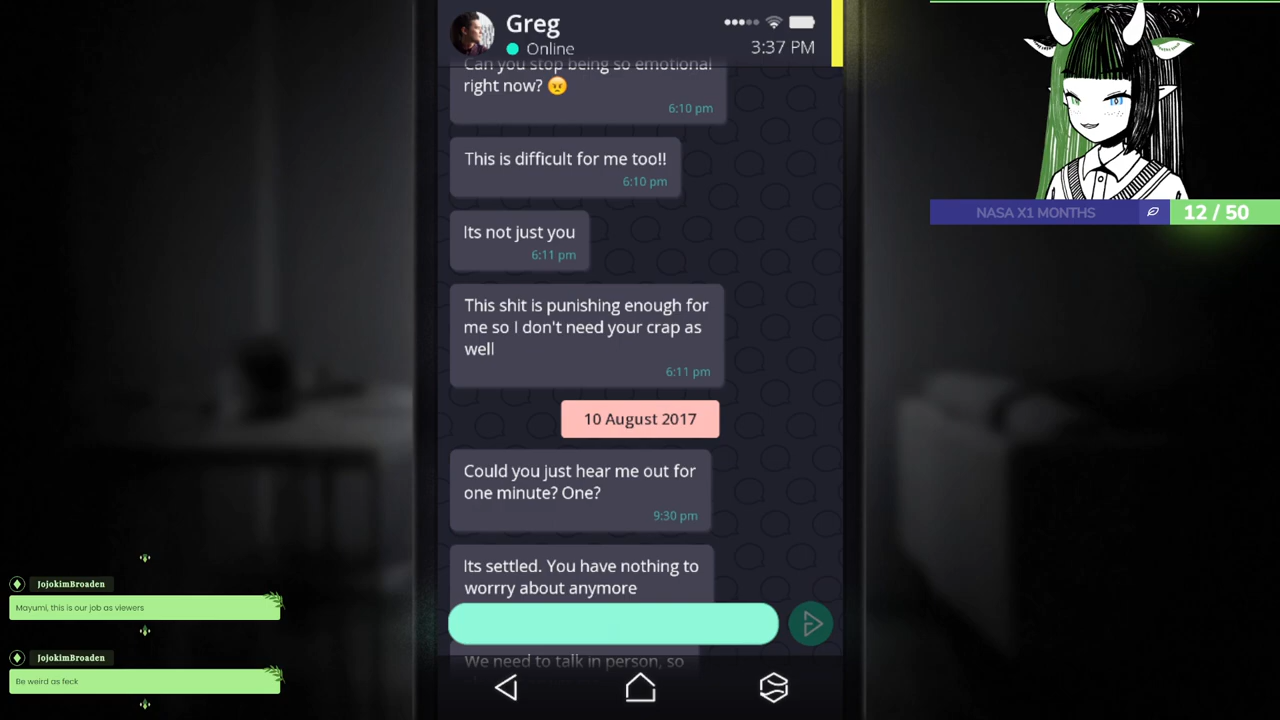 Greg
Online
3:37 PM
Can you stop being so emotional
right now? 😠
6:10 pm
This is difficult for me too!!
6:10 pm
Its not just you
6:11 pm
This shit is punishing enough for
me so I don't need your crap as
well
6:11 pm
10 August 2017
Could you just hear me out for
one minute? One?
9:30 pm
Its settled. You have nothing to
worrry about anymore
We need to talk in person, so
NASA X1 MONTHS
12 / 50
JojokimBroaden
Mayumi, this is our job as viewers
JojokimBroaden
Be weird as feck